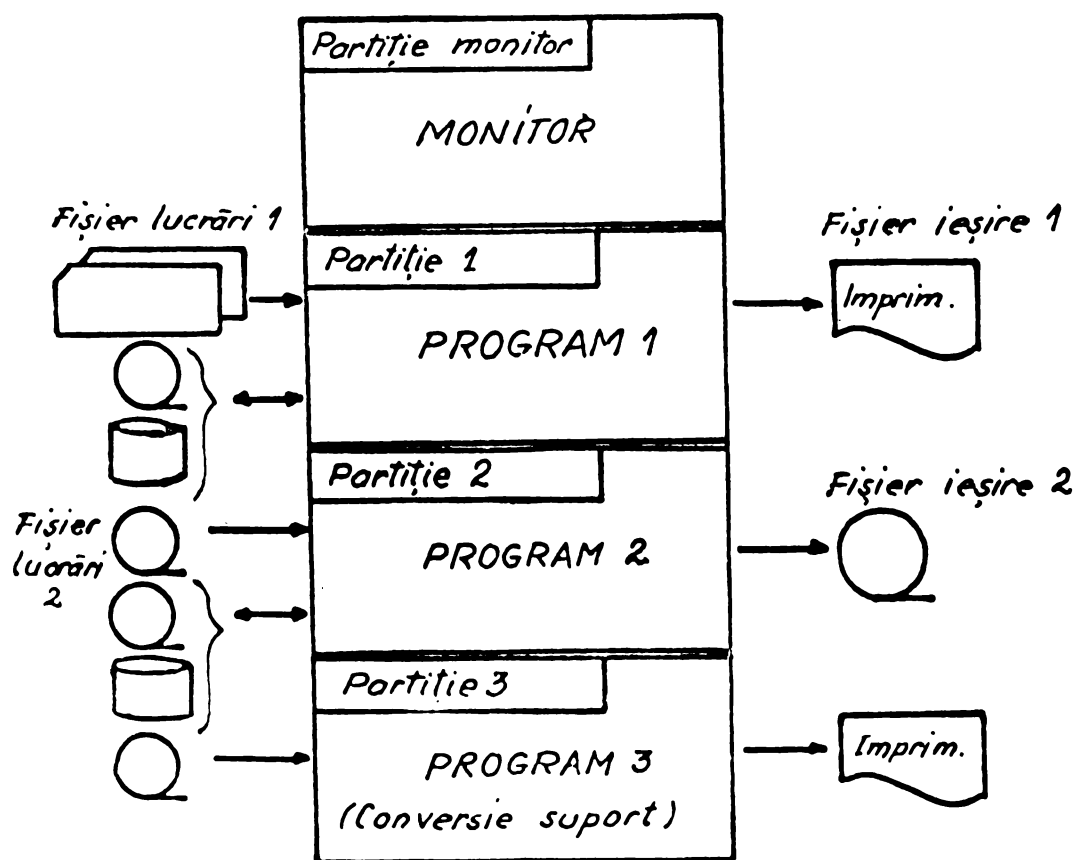 Partiție monitor
MONITOR
Fișier lucrări 1
Partiție 1
PROGRAM 1
Fișier ieșire 1
Imprim.
Partiție 2
PROGRAM 2
Fișier lucrări 2
Fișier ieșire 2
Partiție 3
PROGRAM 3
(Conversie suport)
Imprim.